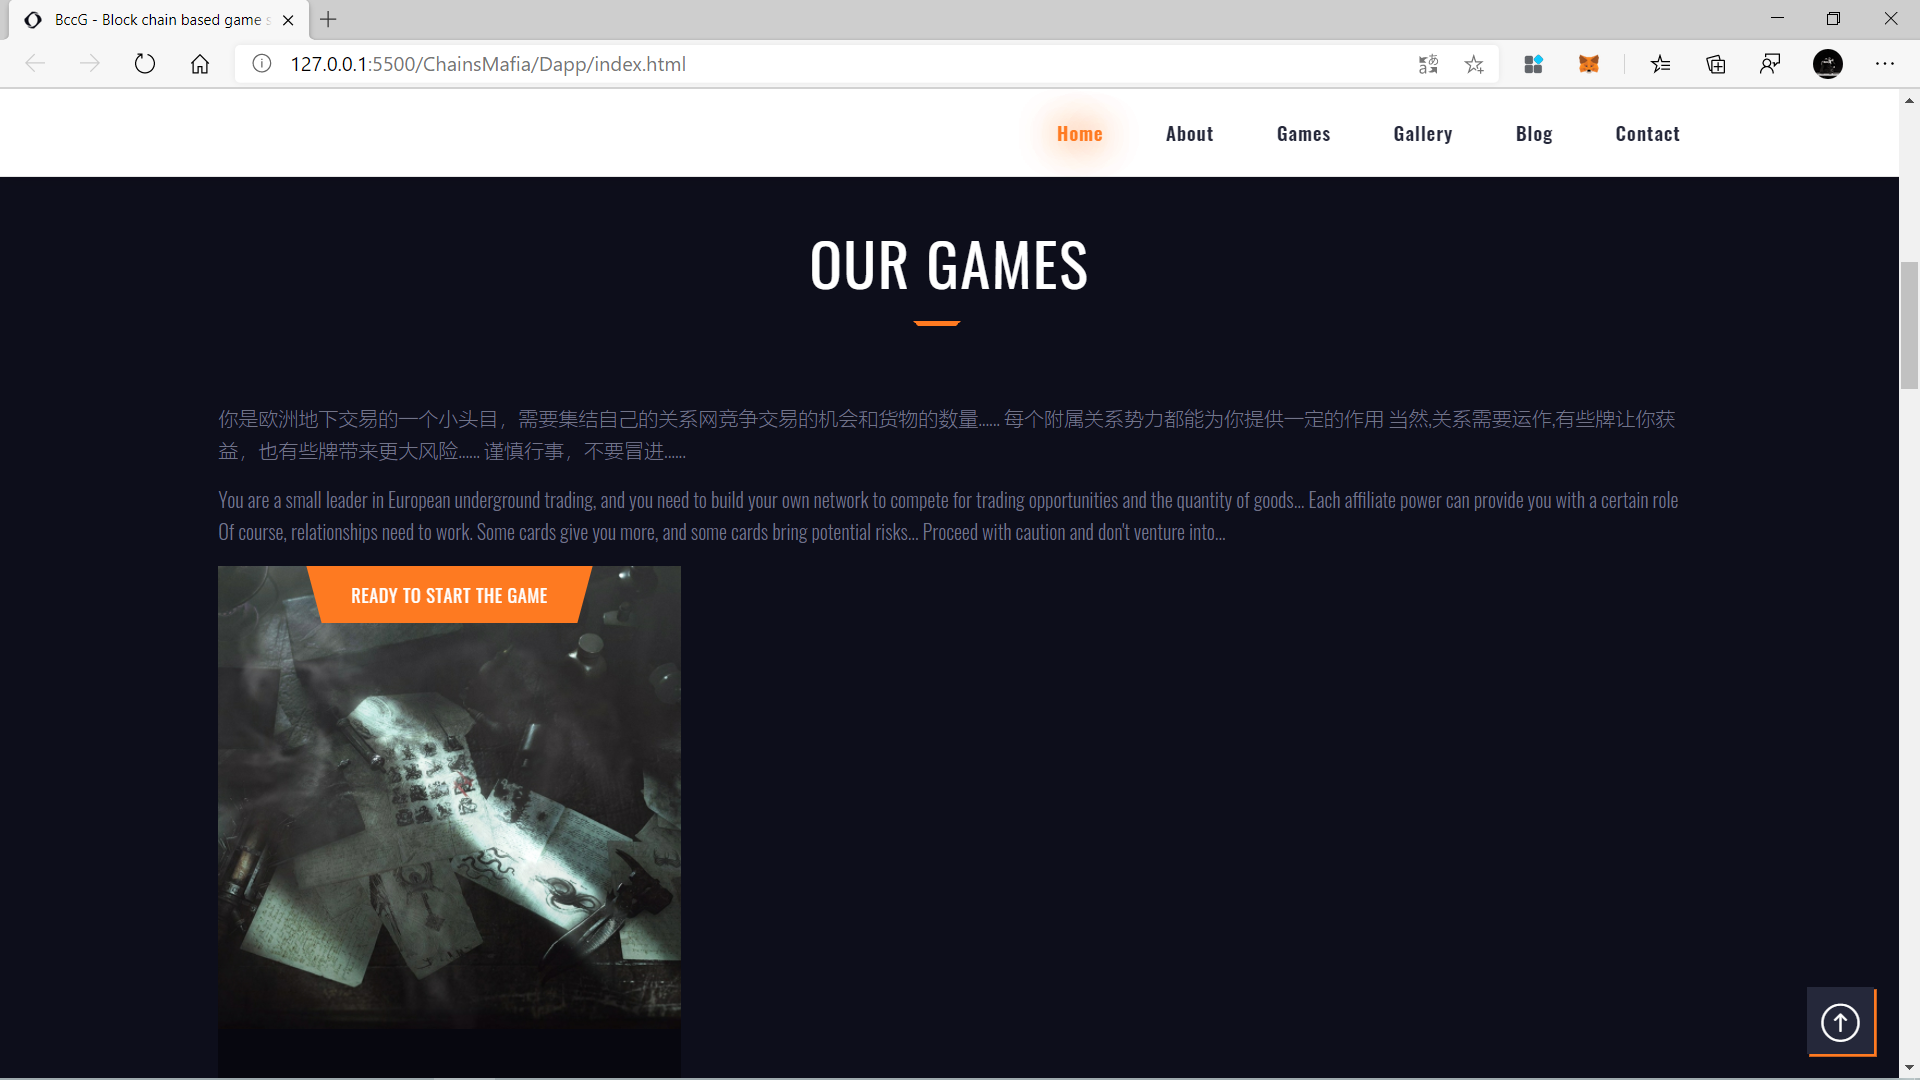 BccG - Block chain based game s
127.0.0.1:5500/ChainsMafia/Dapp/index.html
Home About Games Gallery Blog Contact
OUR GAMES
你是欧洲地下交易的一个小头目，需要集结自己的关系网竞争交易的机会和货物的数量...... 每个附属关系势力都能为你提供一定的作用 当然,关系需要运作,有些牌让你获
益，也有些牌带来更大风险...... 谨慎行事，不要冒进......
You are a small leader in European underground trading, and you need to build your own network to compete for trading opportunities and the quantity of goods... Each affiliate power can provide you with a certain role
Of course, relationships need to work. Some cards give you more, and some cards bring potential risks... Proceed with caution and don't venture into...
READY TO START THE GAME